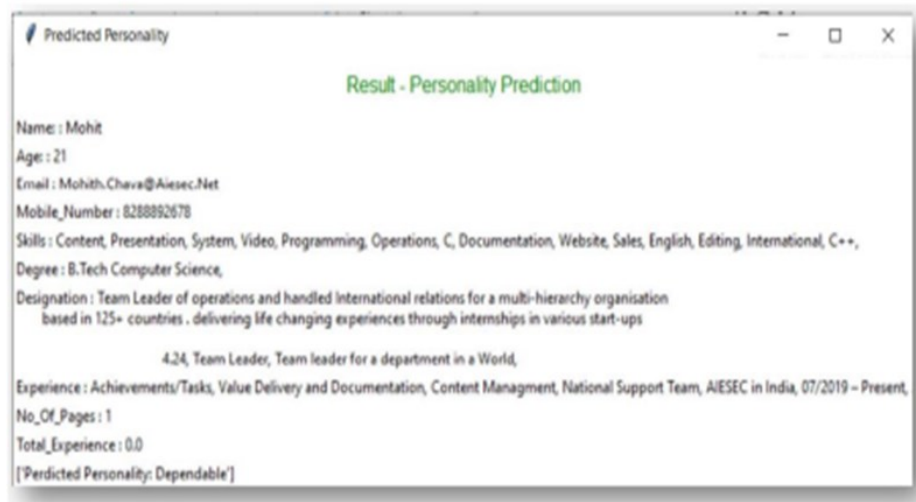 Predicted Personality
Result - Personality Prediction
Name: : Mohit
Age: : 21
Email : Mohith.Chava@Aiesec.Net
Mobile_Number : 8288892678
Skills : Content, Presentation, System, Video, Programming, Operations, C, Documentation, Website, Sales, English, Editing, International, C++,
Degree : B.Tech Computer Science,
Designation : Team Leader of operations and handled International relations for a multi-hierarchy organisation
based in 125+ countries . delivering life changing experiences through internships in various start-ups
4.24, Team Leader, Team leader for a department in a World,
Experience : Achievements/Tasks, Value Delivery and Documentation, Content Managment, National Support Team, AIESEC in India, 07/2019 – Present,
No_Of_Pages : 1
Total_Experience : 0.0
['Perdicted Personality: Dependable']